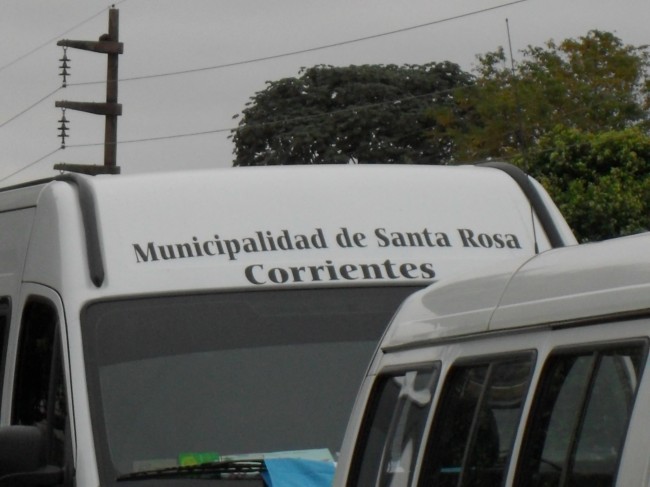 Municipalidad de Santa Rosa
Corrientes